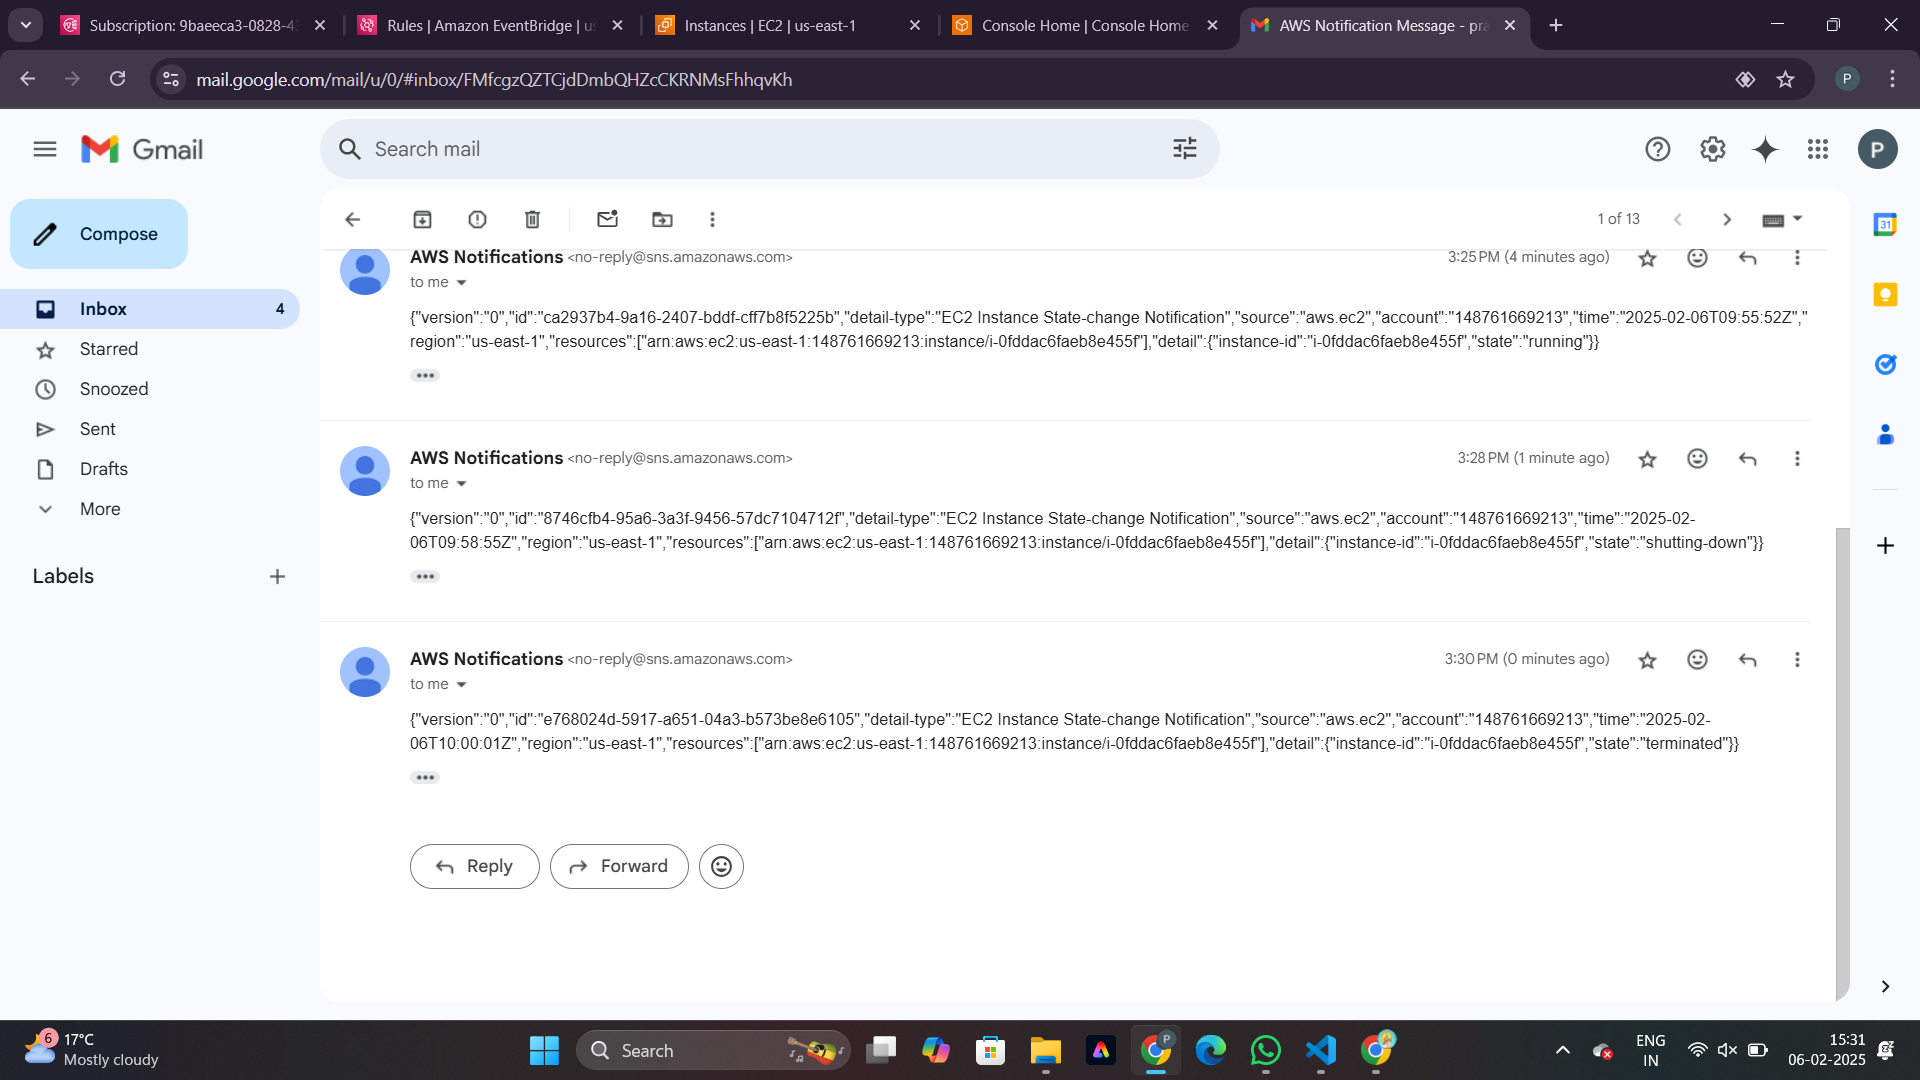 Subscription: 9baeeca3-0828-4
Rules | Amazon EventBridge | us
Instances | EC2 | us-east-1
Console Home | Console Home
AWS Notification Message - pra
mail.google.com/mail/u/0/#inbox/FMfcgzQZTCjdDmbQHZcCKRNMsFhhqvKh
P
Gmail
Search mail
P
Compose
1 of 13
31
Inbox
4
Starred
Snoozed
Sent
Drafts
More
Labels
AWS Notifications <no-reply@sns.amazonaws.com>
3:25 PM (4 minutes ago)
to me
{"version":"0","id":"ca2937b4-9a16-2407-bddf-cff7b8f5225b","detail-type":"EC2 Instance State-change Notification","source":"aws.ec2","account":"148761669213","time":"2025-02-06T09:55:52Z","
region":"us-east-1","resources":["arn:aws:ec2:us-east-1:148761669213:instance/i-0fddac6faeb8e455f"],"detail":{"instance-id":"i-0fddac6faeb8e455f","state":"running"}}
AWS Notifications <no-reply@sns.amazonaws.com>
3:28 PM (1 minute ago)
to me
{"version":"0","id":"8746cfb4-95a6-3a3f-9456-57dc7104712f","detail-type":"EC2 Instance State-change Notification","source":"aws.ec2","account":"148761669213","time":"2025-02-
06T09:58:55Z","region":"us-east-1","resources":["arn:aws:ec2:us-east-1:148761669213:instance/i-0fddac6faeb8e455f"],"detail":{"instance-id":"i-0fddac6faeb8e455f","state":"shutting-down"}}
AWS Notifications <no-reply@sns.amazonaws.com>
3:30 PM (0 minutes ago)
to me
{"version":"0","id":"e768024d-5917-a651-04a3-b573be8e6105","detail-type":"EC2 Instance State-change Notification","source":"aws.ec2","account":"148761669213","time":"2025-02-
06T10:00:01Z","region":"us-east-1","resources":["arn:aws:ec2:us-east-1:148761669213:instance/i-0fddac6faeb8e455f"],"detail":{"instance-id":"i-0fddac6faeb8e455f","state":"terminated"}}
Reply
Forward
6
17°C
Mostly cloudy
Search
P
ENG
IN
15:31
06-02-2025